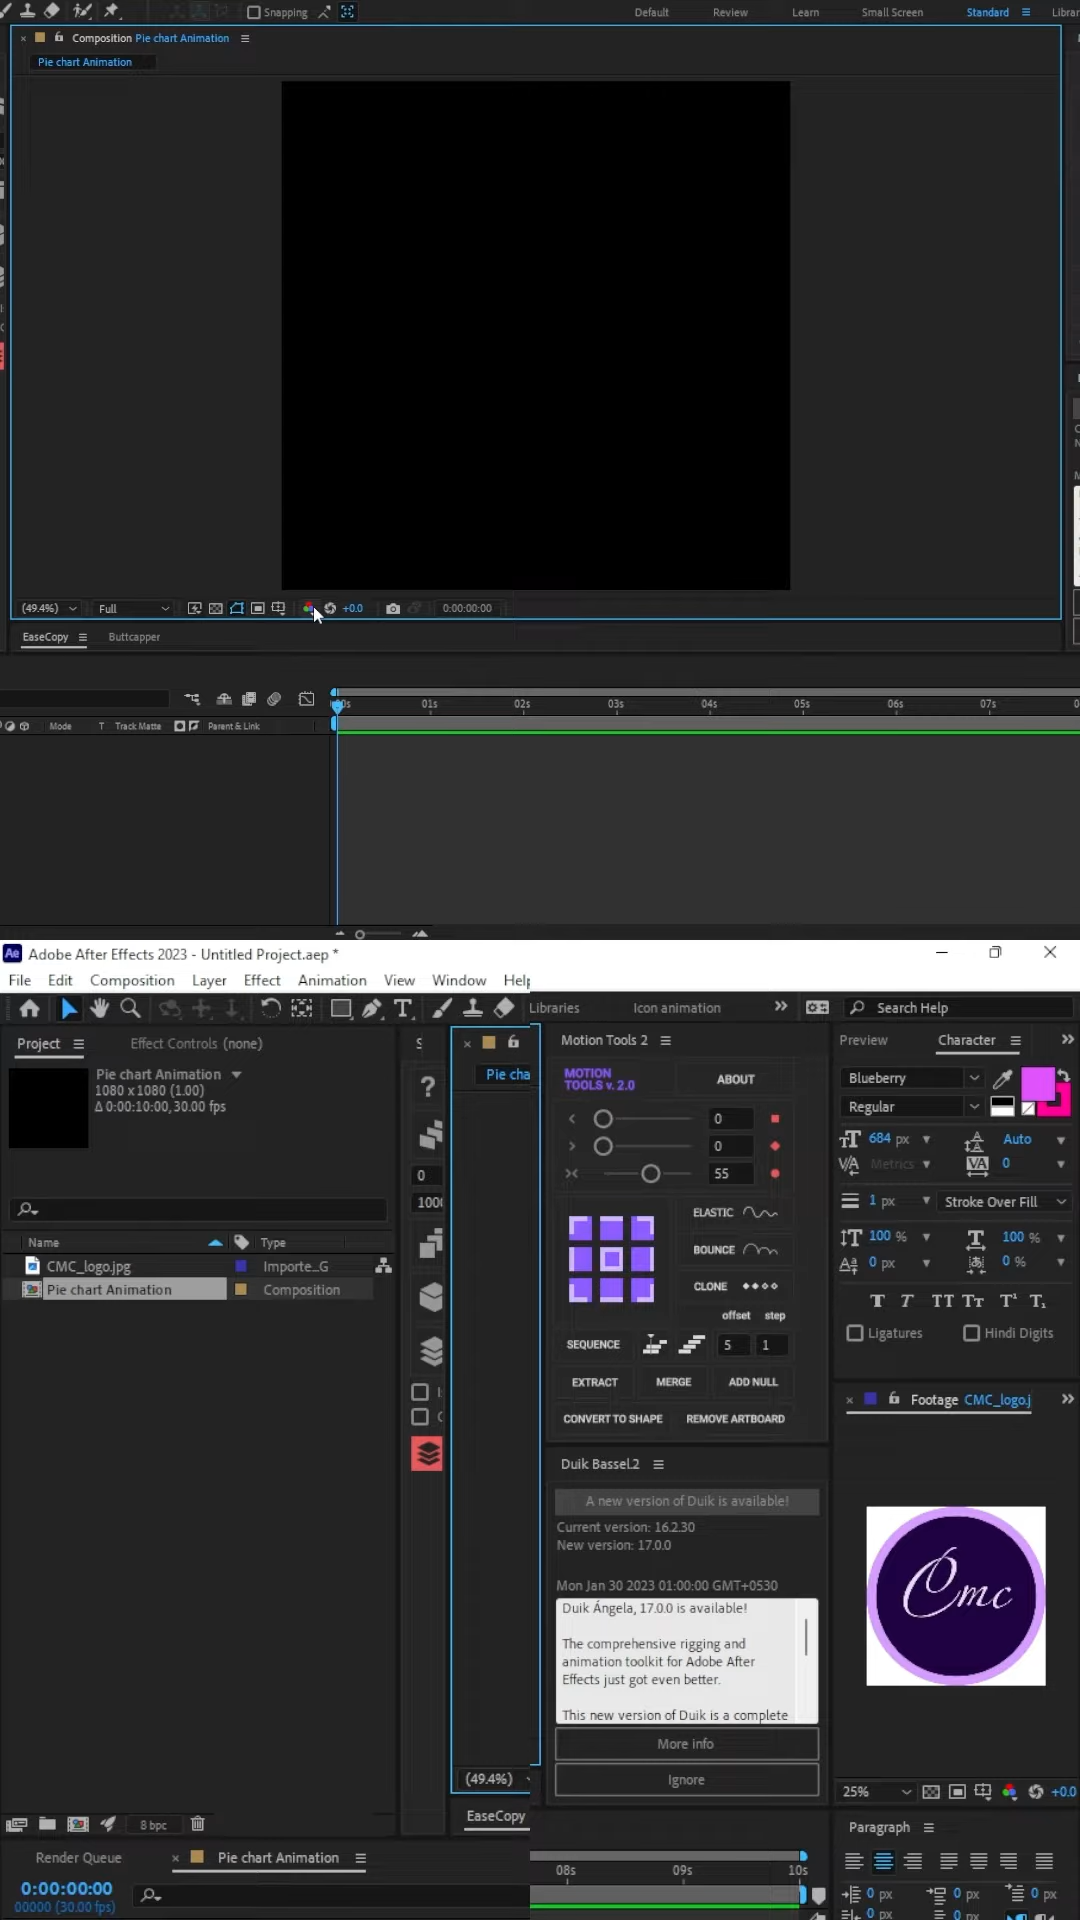 Snapping
Default
Review
Learn
Small Screen
Standard
Librar
Composition Pie chart Animation
Pie chart Animation
(49.4%)
Full
+0.0
0:00:00:00
EaseCopy
Buttcapper
Mode
T Track Matte
Parent & Link
01s
02s
03s
04s
05s
06s
07s
Ae Adobe After Effects 2023 - Untitled Project.aep *
File Edit Composition Layer Effect Animation View Window Help
Libraries
Icon animation
Search Help
Project
Effect Controls (none)
Pie chart Animation
1080 x 1080 (1.00)
Δ 0:00:10:00, 30.00 fps
Name
Type
CMC_logo.jpg
Importe_G
Pie chart Animation
Composition
8 bpc
Render Queue
Pie chart Animation
0:00:00:00
00000 (30.00 fps)
0
Pie cha
(49.4%)
EaseCopy
08s
09s
10s
Motion Tools 2
MOTION
TOOLS v. 2.0
ABOUT
0
0
55
ELASTIC
BOUNCE
CLONE
offset step
SEQUENCE
5
1
EXTRACT
MERGE
ADD NULL
CONVERT TO SHAPE
REMOVE ARTBOARD
Duik Bassel.2
A new version of Duik is available!
Current version: 16.2.30
New version: 17.0.0
Mon Jan 30 2023 01:00:00 GMT+0530
Duik Ángela, 17.0.0 is available!
The comprehensive rigging and
animation toolkit for Adobe After
Effects just got even better.
This new version of Duik is a complete
More info
Ignore
Preview
Character
Blueberry
Regular
684 px
Auto
Metrics
0
1 px
Stroke Over Fill
100 %
100 %
0 px
0 %
Ligatures
Hindi Digits
Footage CMC_logo.j
Cmc
25%
+0.0
Paragraph
0 px
0 px
0 px
0 px
0 px